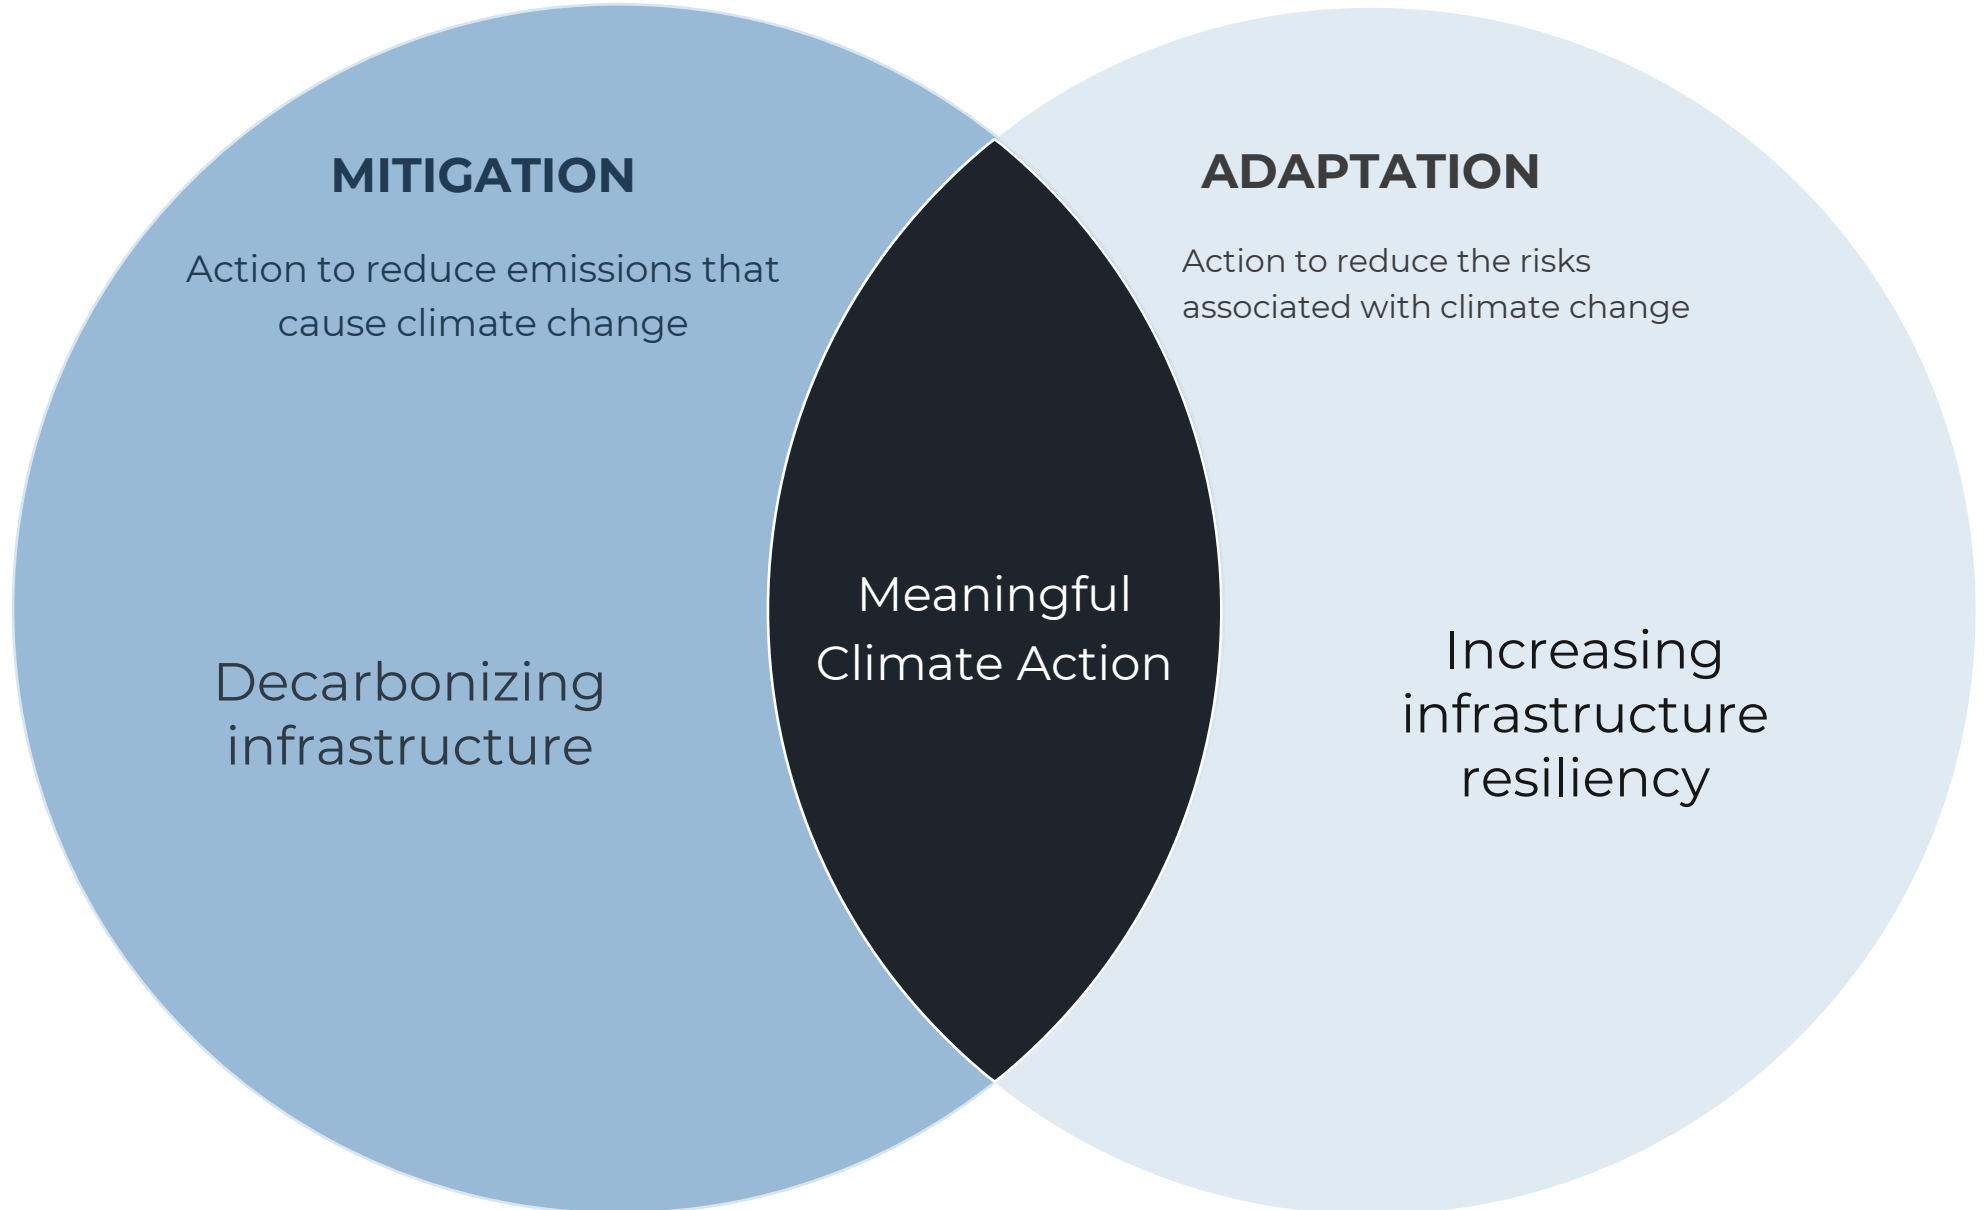 MITIGATION
Action to reduce emissions that
cause climate change
Decarbonizing
infrastructure
Meaningful
Climate Action
ADAPTATION
Action to reduce the risks
associated with climate change
Increasing
infrastructure
resiliency